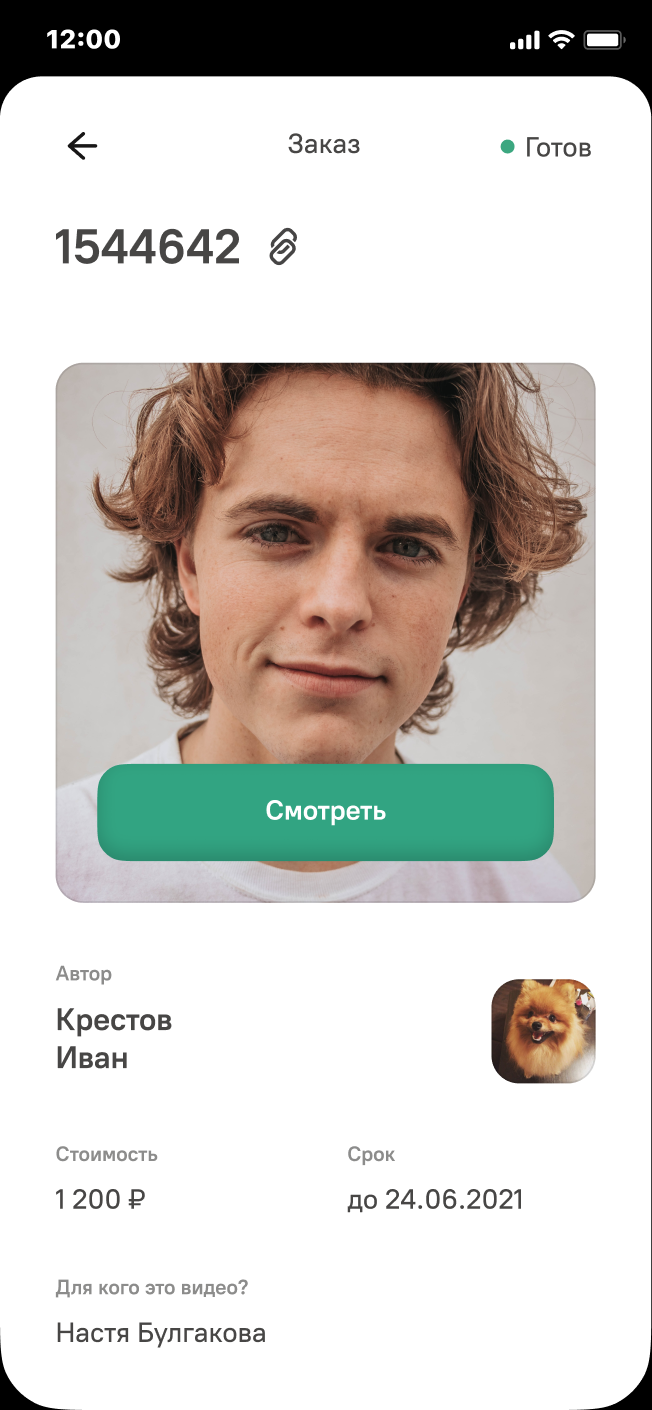 12:00
Заказ
Готов
1544642
Смотреть
Автор
Крестов
Иван
Стоимость
Срок
1 200 ₽
до 24.06.2021
Для кого это видео?
Настя Булгакова